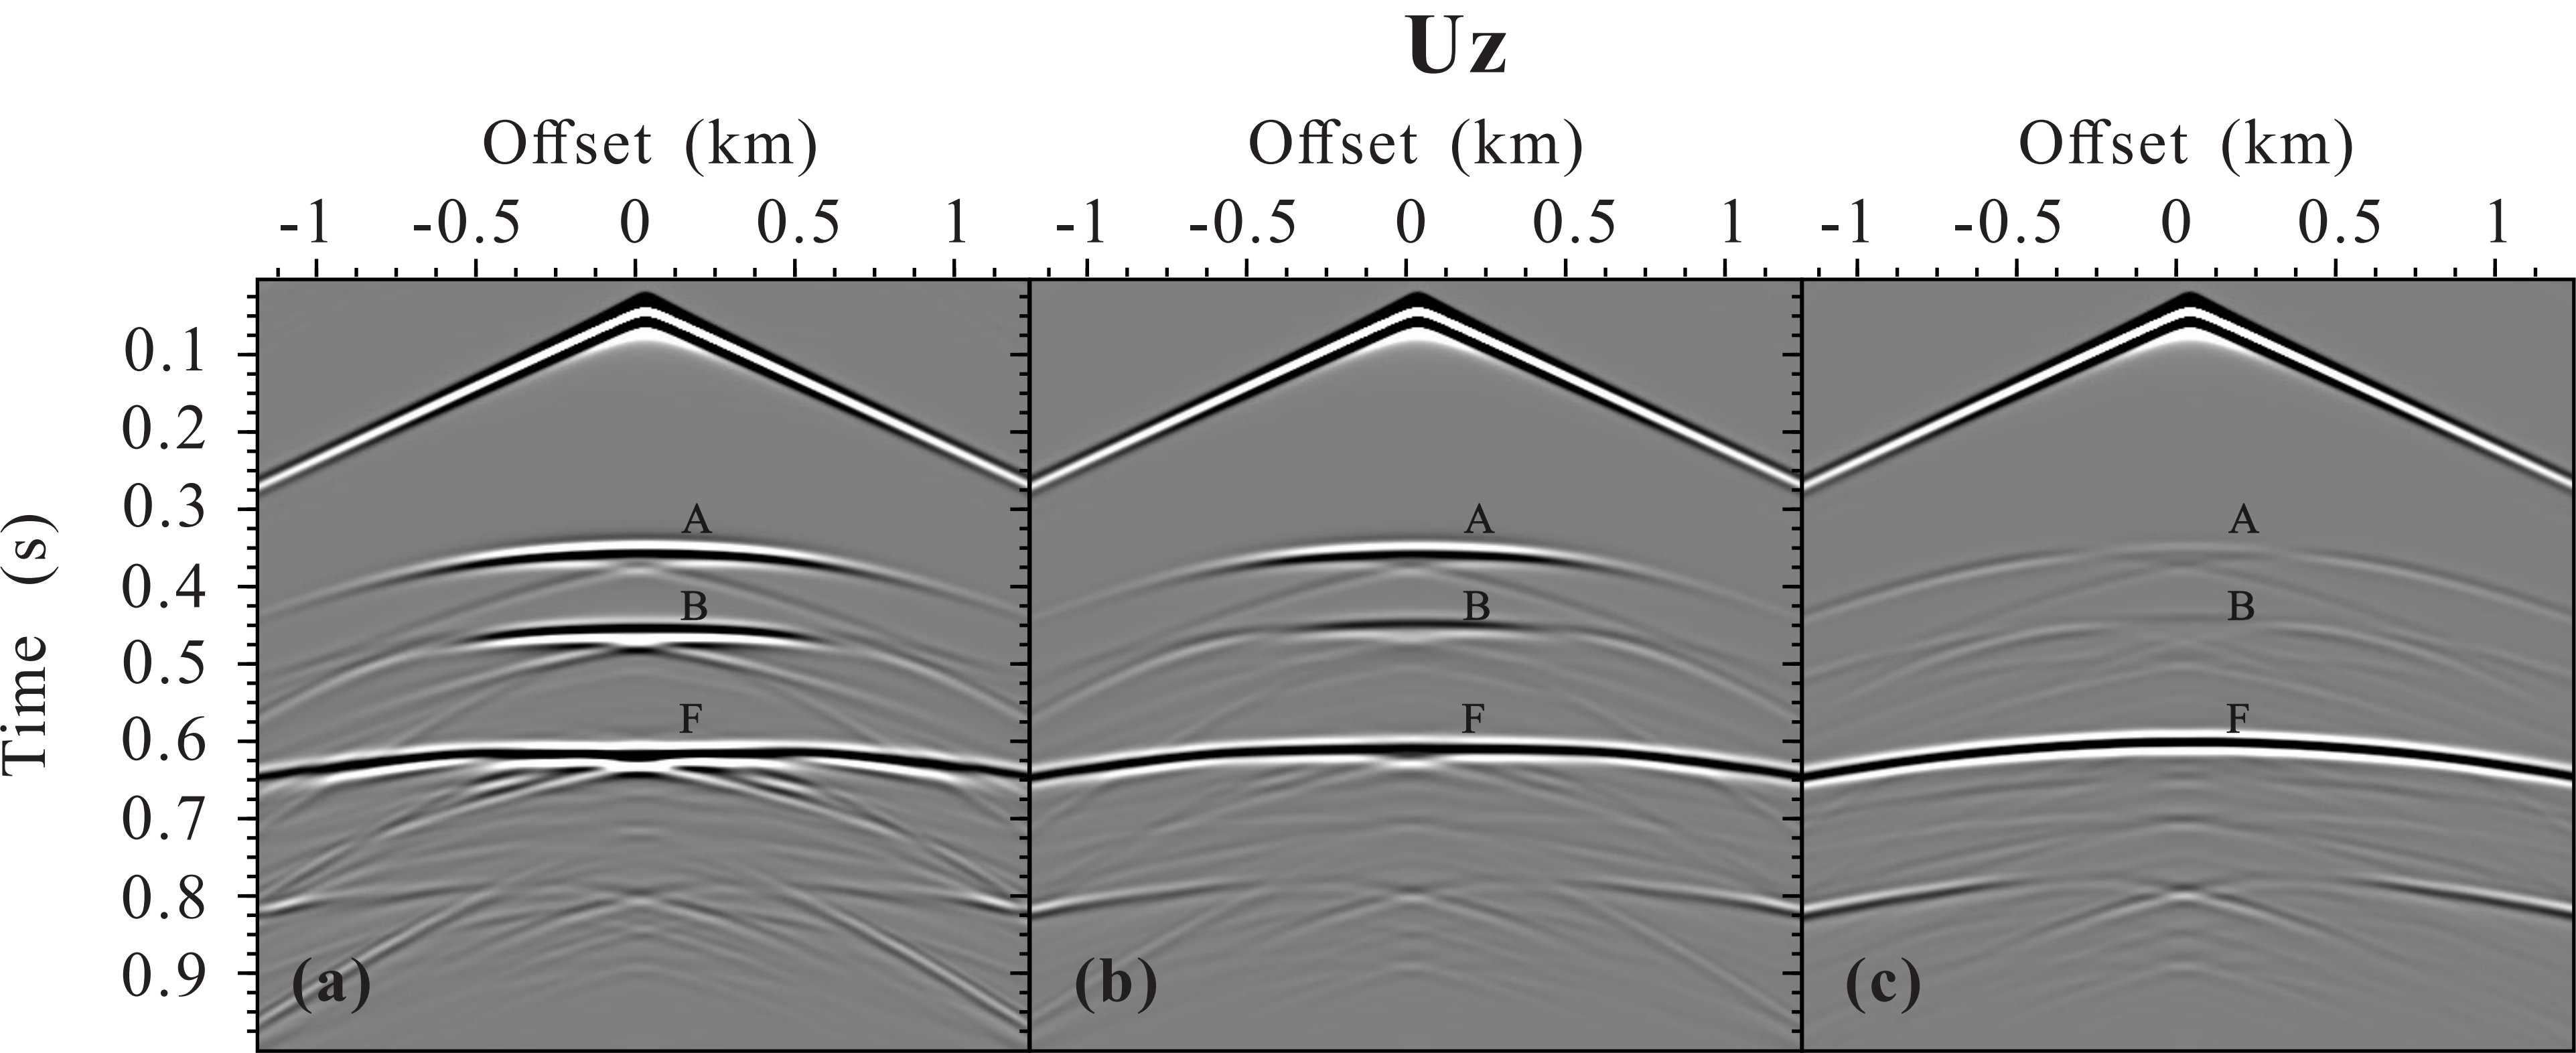 Uz
Offset (km) Offset (km) Offset (km)
-1 -0.5 0 0.5 1 -1 -0.5 0 0.5 1 -1 -0.5 0 0.5 1
0.1
0.2
0.3
0.4
0.5
0.6
0.7
0.8
0.9
Time (s)
A A A
B B B
F F F
(a) (b) (c)